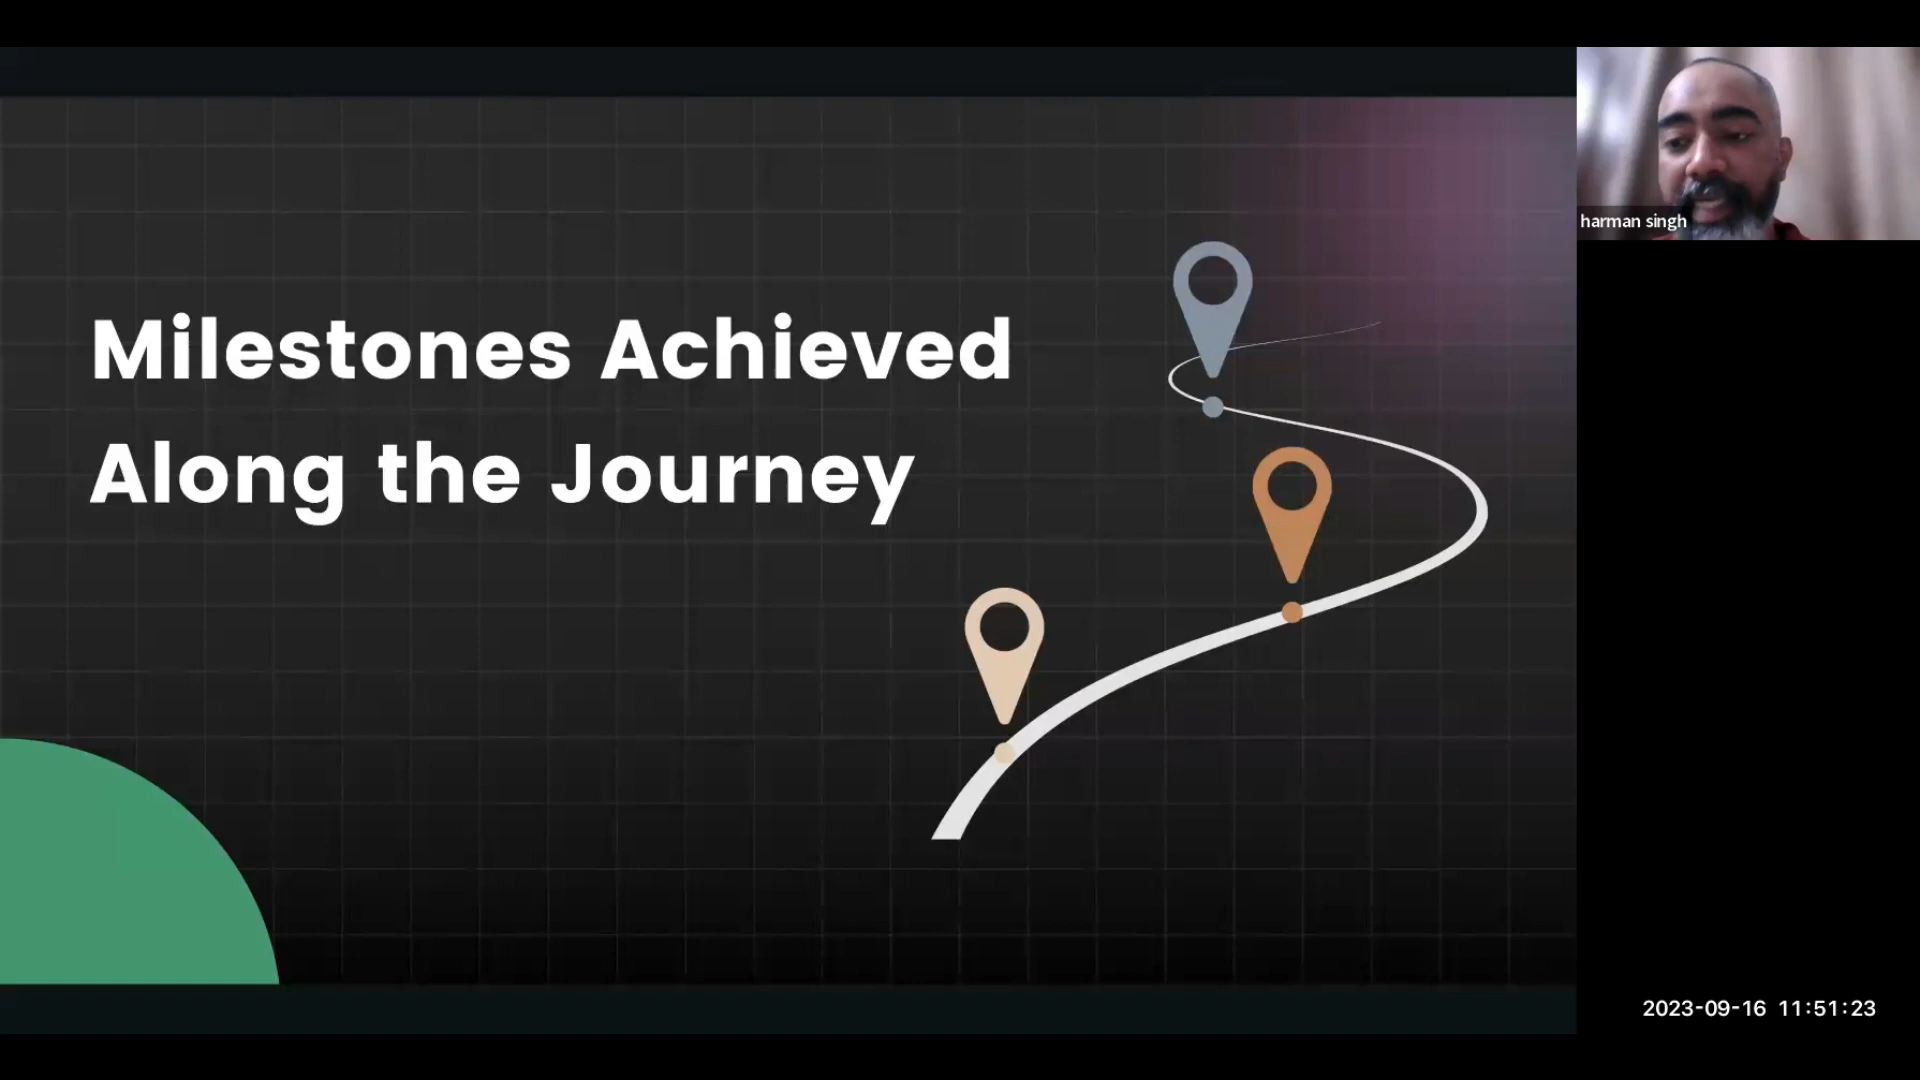 Milestones Achieved
Along the Journey
harman singh
2023-09-16 11:51:23